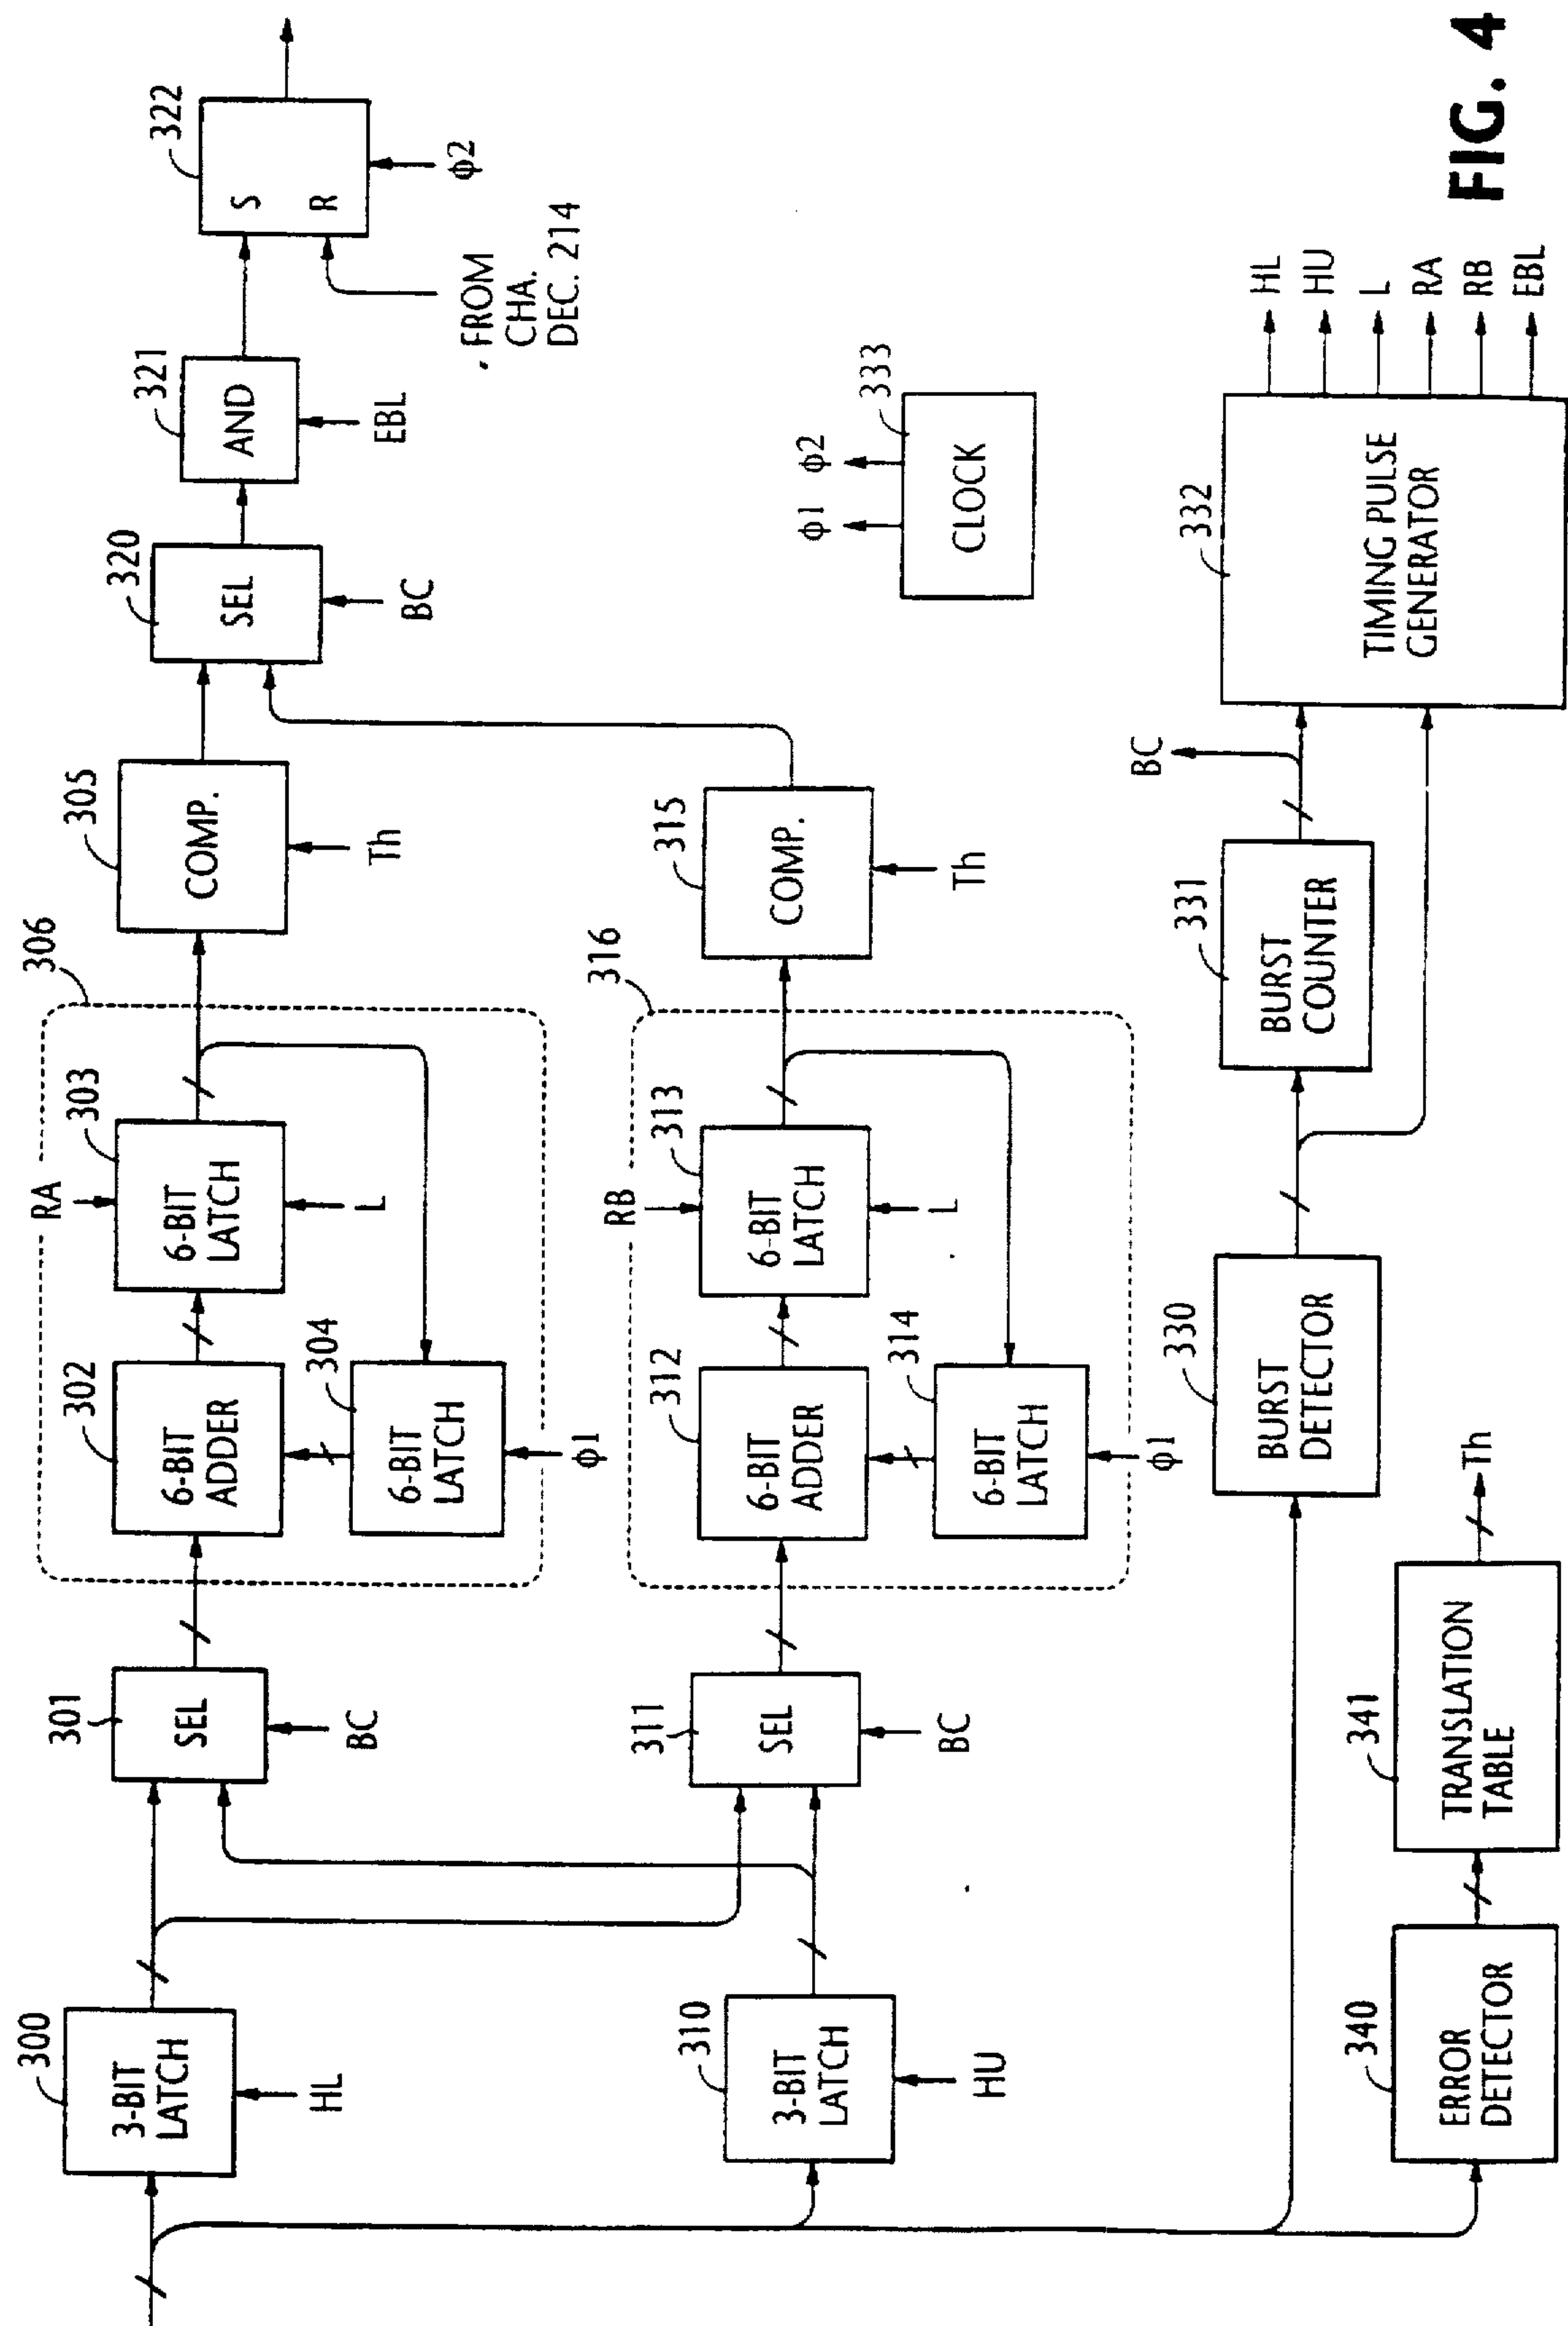 300
3-BIT
LATCH
HL
301
SEL
BC
306
302
6-BIT
ADDER
RA
303
6-BIT
LATCH
L
304
6-BIT
LATCH
ϕ1
305
COMP.
Th
320
SEL
BC
321
AND
EBL
322
S
R
ϕ2
FROM
CHA.
DEC. 214
310
3-BIT
LATCH
HU
311
SEL
BC
316
312
6-BIT
ADDER
RB
313
6-BIT
LATCH
L
314
6-BIT
LATCH
ϕ1
315
COMP.
Th
ϕ1
ϕ2
333
CLOCK
330
BURST
DETECTOR
331
BURST
COUNTER
BC
332
TIMING PULSE
GENERATOR
HL
HU
L
RA
RB
EBL
340
ERROR
DETECTOR
341
TRANSLATION
TABLE
Th
FIG. 4